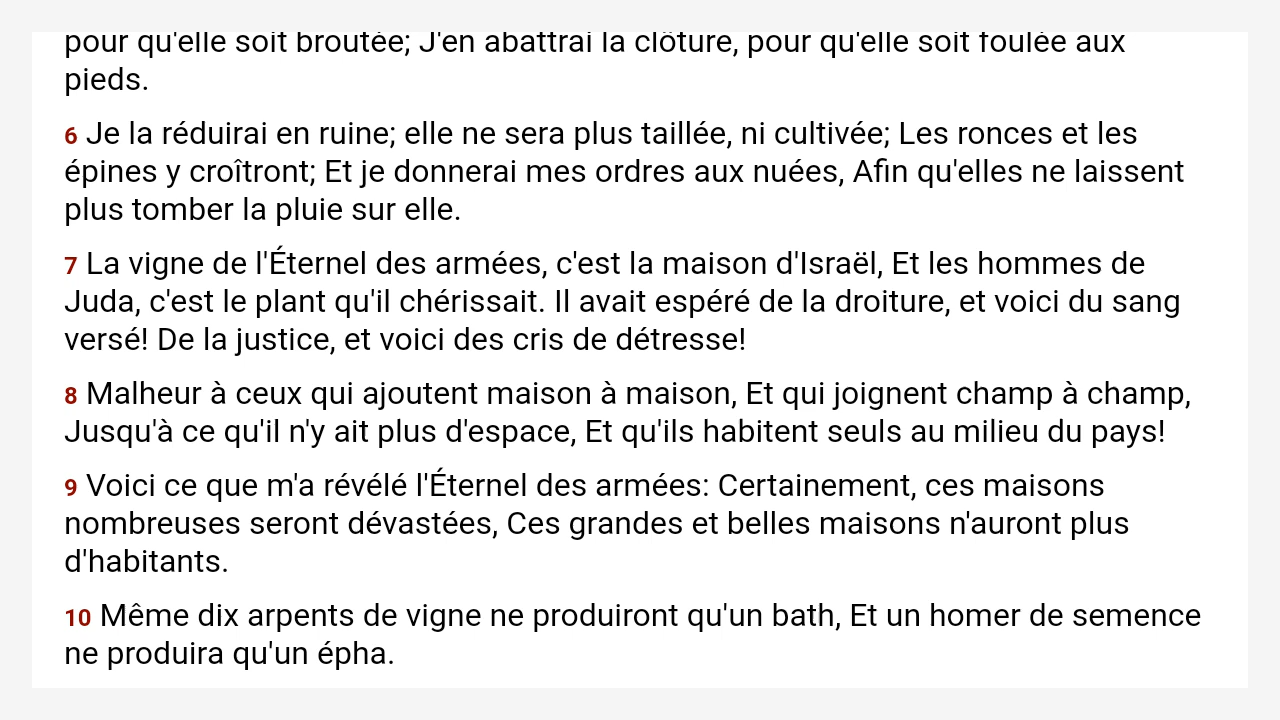 pour qu'elle soit broutée; J'en abattrai la clôture, pour qu'elle soit foulée aux
pieds.
6 Je la réduirai en ruine; elle ne sera plus taillée, ni cultivée; Les ronces et les
épines y croîtront; Et je donnerai mes ordres aux nuées, Afin qu'elles ne laissent
plus tomber la pluie sur elle.
7 La vigne de l'Éternel des armées, c'est la maison d'Israël, Et les hommes de
Juda, c'est le plant qu'il chérissait. Il avait espéré de la droiture, et voici du sang
versé! De la justice, et voici des cris de détresse!
8 Malheur à ceux qui ajoutent maison à maison, Et qui joignent champ à champ,
Jusqu'à ce qu'il n'y ait plus d'espace, Et qu'ils habitent seuls au milieu du pays!
9 Voici ce que m'a révélé l'Éternel des armées: Certainement, ces maisons
nombreuses seront dévastées, Ces grandes et belles maisons n'auront plus
d'habitants.
10 Même dix arpents de vigne ne produiront qu'un bath, Et un homer de semence
ne produira qu'un épha.